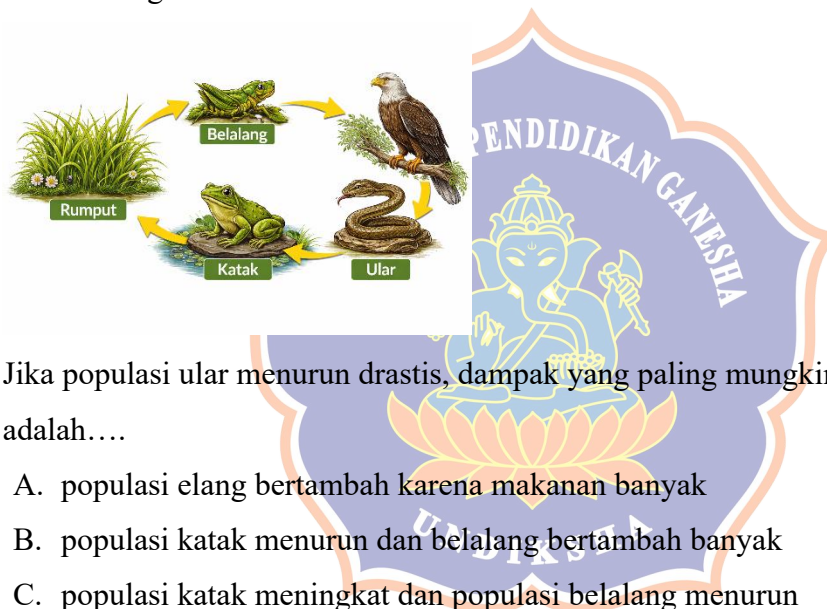 Belalang
Rumput
Katak
Ular
PENDIDIKAN GANESHA
UNDIKSHA
Jika populasi ular menurun drastis, dampak yang paling mungkin
adalah….
A. populasi elang bertambah karena makanan banyak
B. populasi katak menurun dan belalang bertambah banyak
C. populasi katak meningkat dan populasi belalang menurun